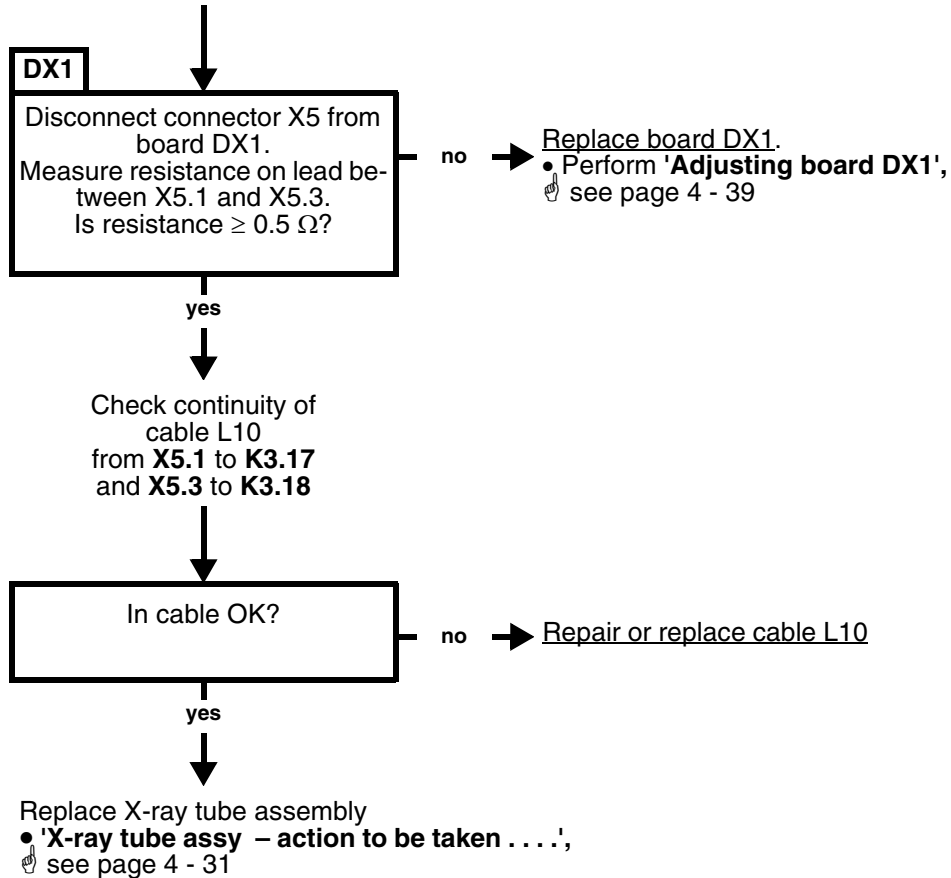 DX1
Disconnect connector X5 from
board DX1.
Measure resistance on lead be-
tween X5.1 and X5.3.
Is resistance ≥ 0.5 Ω?
no
Replace board DX1.
• Perform 'Adjusting board DX1',
☝ see page 4 - 39
yes
Check continuity of
cable L10
from X5.1 to K3.17
and X5.3 to K3.18
In cable OK?
no
Repair or replace cable L10
yes
Replace X-ray tube assembly
• 'X-ray tube assy – action to be taken . . . .',
☝ see page 4 - 31